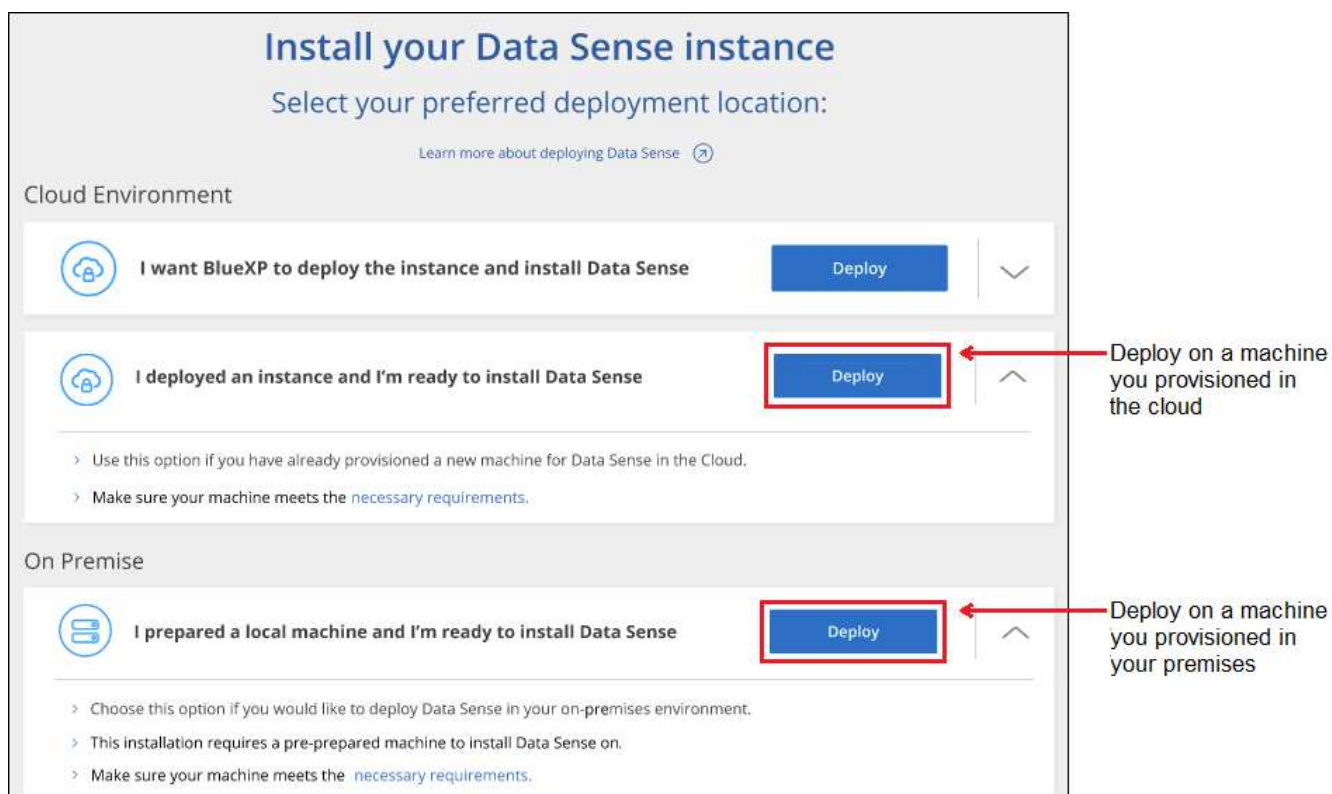 Install your Data Sense instance
Select your preferred deployment location:
Learn more about deploying Data Sense
Cloud Environment
I want BlueXP to deploy the instance and install Data Sense
Deploy
I deployed an instance and I'm ready to install Data Sense
Deploy
Deploy on a machine
you provisioned in
the cloud
> Use this option if you have already provisioned a new machine for Data Sense in the Cloud.
> Make sure your machine meets the necessary requirements.
On Premise
I prepared a local machine and I'm ready to install Data Sense
Deploy
Deploy on a machine
you provisioned in
your premises
> Choose this option if you would like to deploy Data Sense in your on-premises environment.
> This installation requires a pre-prepared machine to install Data Sense on.
> Make sure your machine meets the necessary requirements.